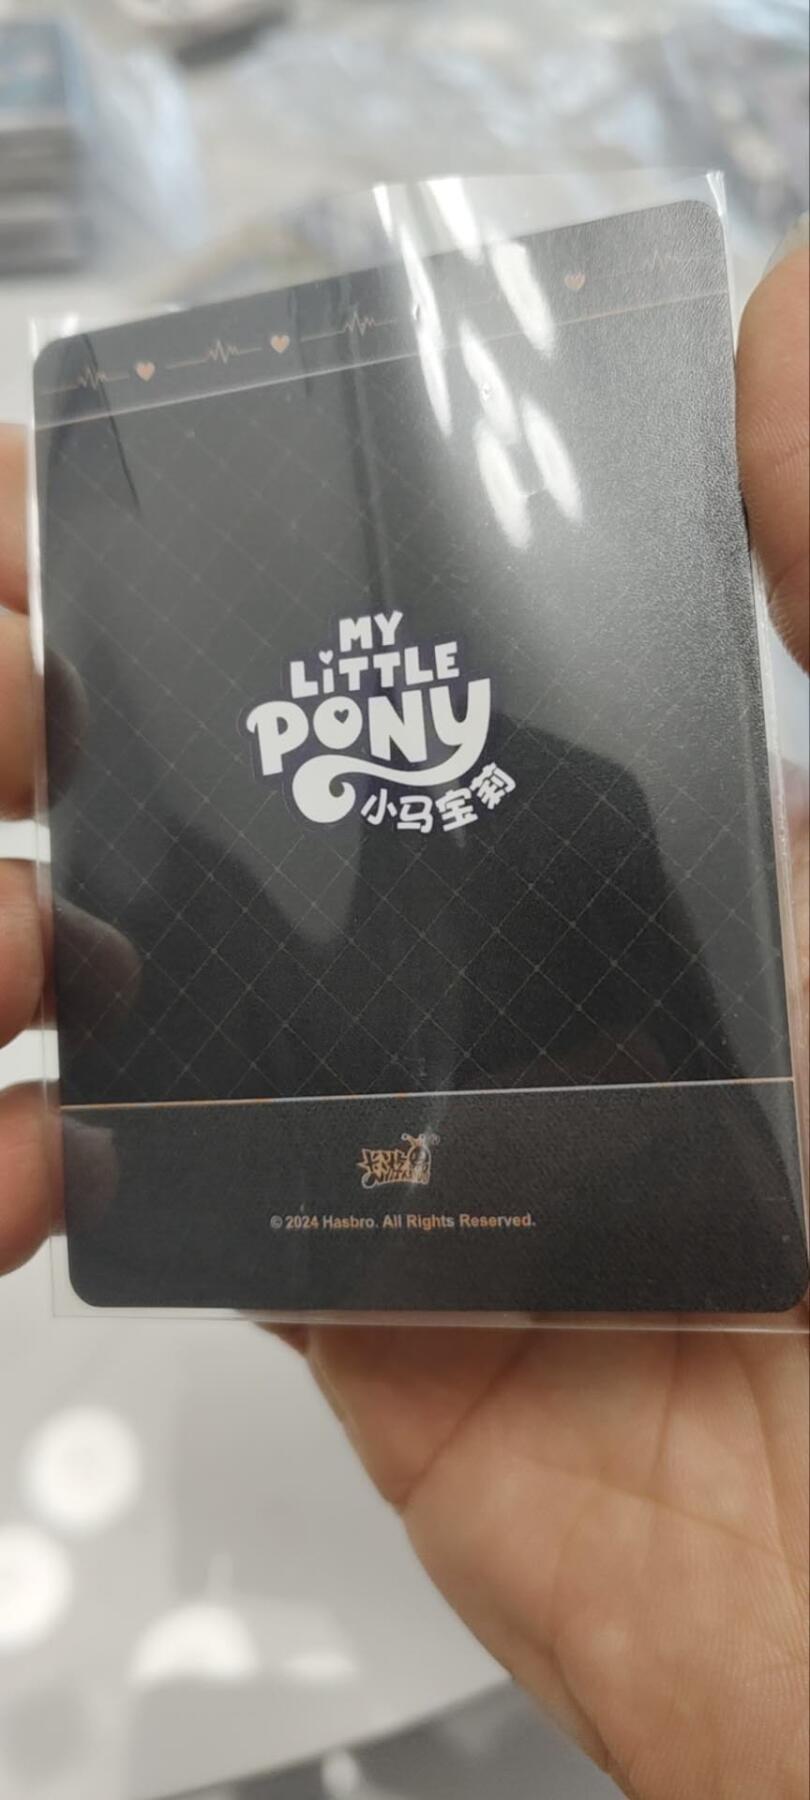 MY
LiTTLE
PONY
小马宝莉
© 2024 Hasbro. All Rights Reserved.